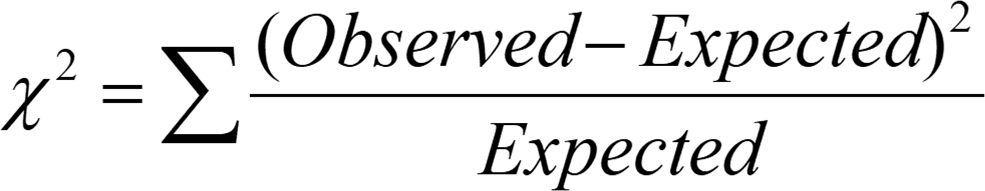 χ² = ∑ (Observed − Expected)² / Expected